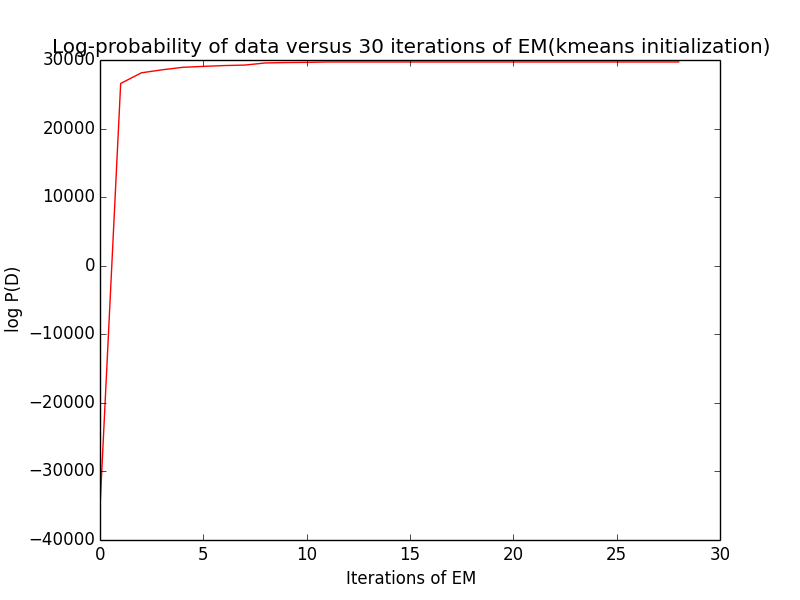 Log-probability of data versus 30 iterations of EM(kmeans initialization)
30000
20000
10000
0
−10000
−20000
−30000
−40000
log P(D)
0 5 10 15 20 25 30
Iterations of EM